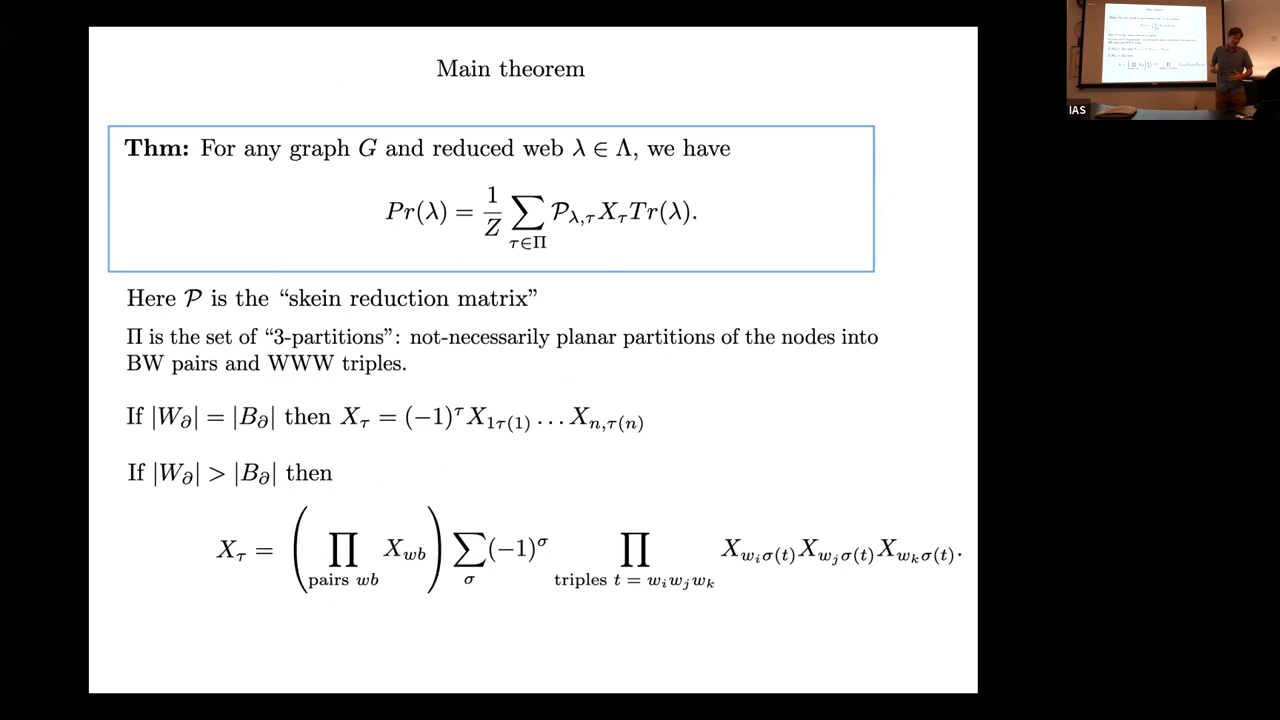 Main theorem
Thm: For any graph G and reduced web λ ∈ Λ, we have
Pr(λ) = 1/Z ∑_{τ∈Π} 𝒫_{λ,τ} X_τ Tr(λ).
Here 𝒫 is the “skein reduction matrix”
Π is the set of “3-partitions”: not-necessarily planar partitions of the nodes into
BW pairs and WWW triples.
If |W_∂| = |B_∂| then X_τ = (−1)^τ X_{1τ(1)} … X_{n,τ(n)}
If |W_∂| > |B_∂| then
X_τ = (∏_{pairs wb} X_{wb}) ∑_σ (−1)^σ ∏_{triples t = w_i w_j w_k} X_{w_iσ(t)} X_{w_jσ(t)} X_{w_kσ(t)}.
IAS